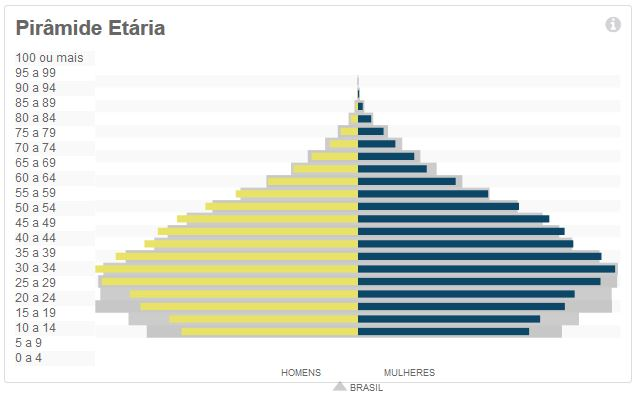 Pirâmide Etária
100 ou mais
95 a 99
90 a 94
85 a 89
80 a 84
75 a 79
70 a 74
65 a 69
60 a 64
55 a 59
50 a 54
45 a 49
40 a 44
35 a 39
30 a 34
25 a 29
20 a 24
15 a 19
10 a 14
5 a 9
0 a 4
HOMENS MULHERES
BRASIL